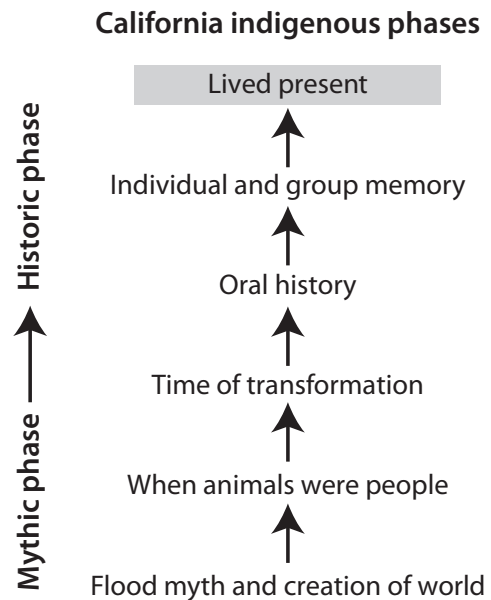 California indigenous phases
Lived present
Individual and group memory
Oral history
Time of transformation
When animals were people
Flood myth and creation of world
Historic phase
Mythic phase